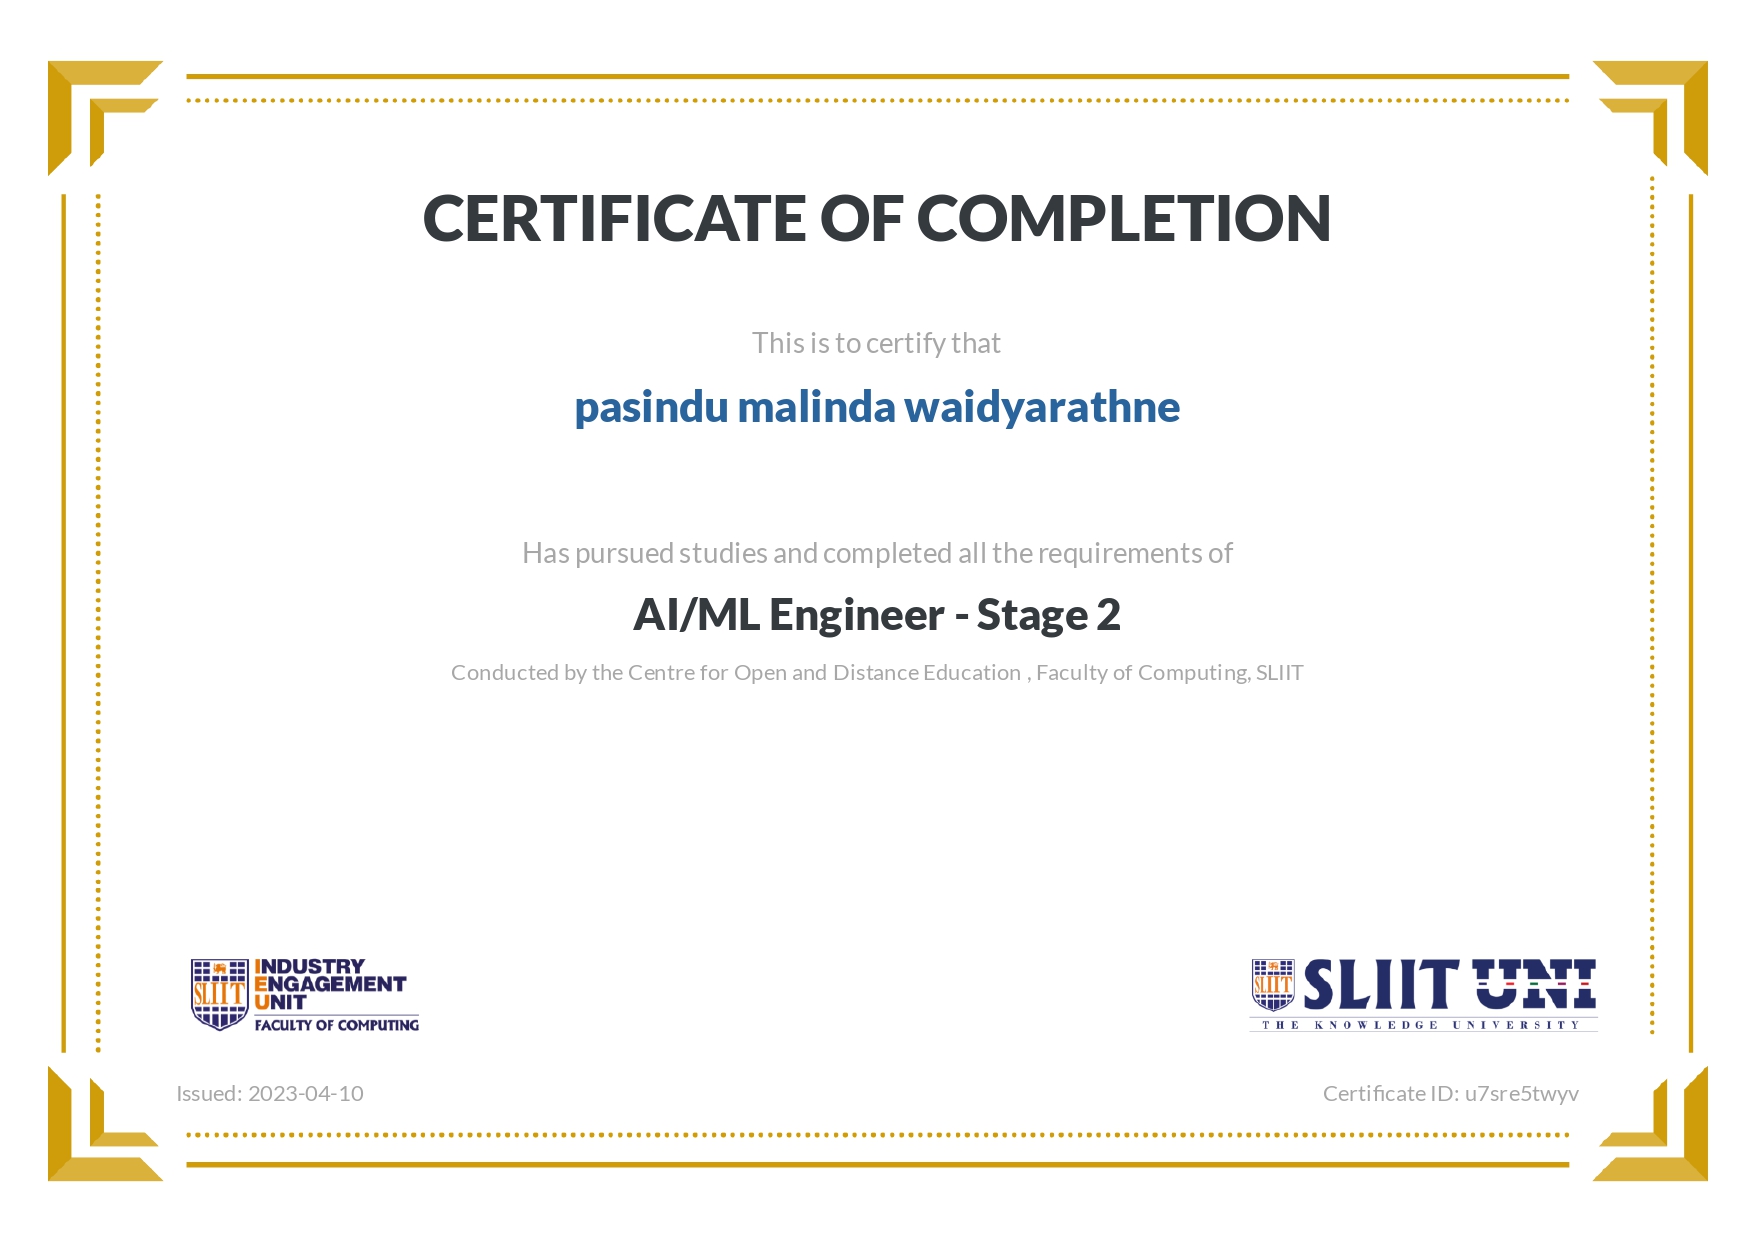 CERTIFICATE OF COMPLETION
This is to certify that
pasindu malinda waidyarathne
Has pursued studies and completed all the requirements of
AI/ML Engineer - Stage 2
Conducted by the Centre for Open and Distance Education , Faculty of Computing, SLIIT
SLIIT
INDUSTRY
ENGAGEMENT
UNIT
FACULTY OF COMPUTING
SLIIT
SLIIT UNI
THE KNOWLEDGE UNIVERSITY
Issued: 2023-04-10
Certificate ID: u7sre5twyv